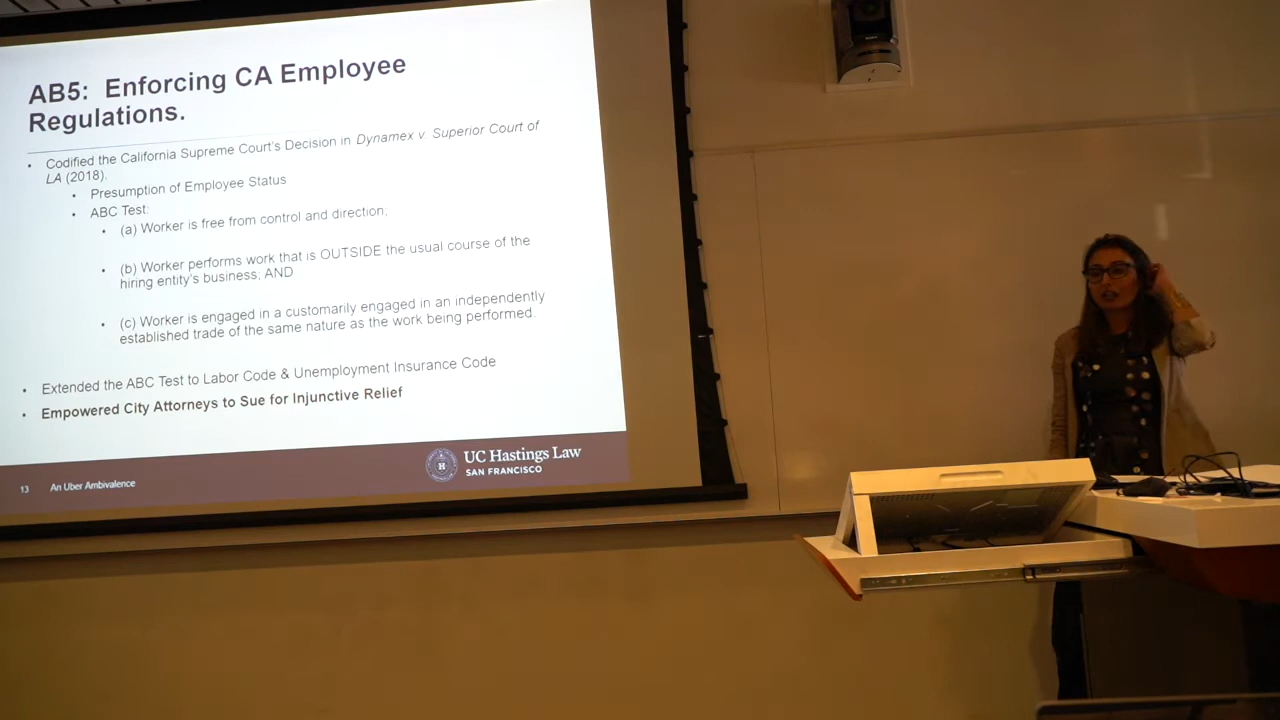 AB5: Enforcing CA Employee
Regulations.
• Codified the California Supreme Court's Decision in Dynamex v. Superior Court of
LA (2018).
• Presumption of Employee Status
• ABC Test:
• (a) Worker is free from control and direction;
• (b) Worker performs work that is OUTSIDE the usual course of the
hiring entity's business; AND
• (c) Worker is engaged in a customarily engaged in an independently
established trade of the same nature as the work being performed.
• Extended the ABC Test to Labor Code & Unemployment Insurance Code
• Empowered City Attorneys to Sue for Injunctive Relief
H
UC Hastings Law
SAN FRANCISCO
13 An Uber Ambivalence